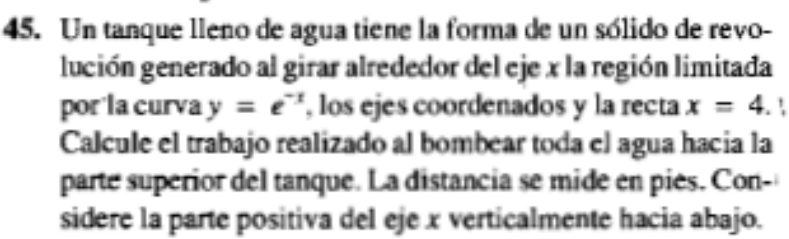 45. Un tanque lleno de agua tiene la forma de un sólido de revo-
lución generado al girar alrededor del eje x la región limitada
por la curva y = e⁻ˣ, los ejes coordenados y la recta x = 4.
Calcule el trabajo realizado al bombear toda el agua hacia la
parte superior del tanque. La distancia se mide en pies. Con-
sidere la parte positiva del eje x verticalmente hacia abajo.